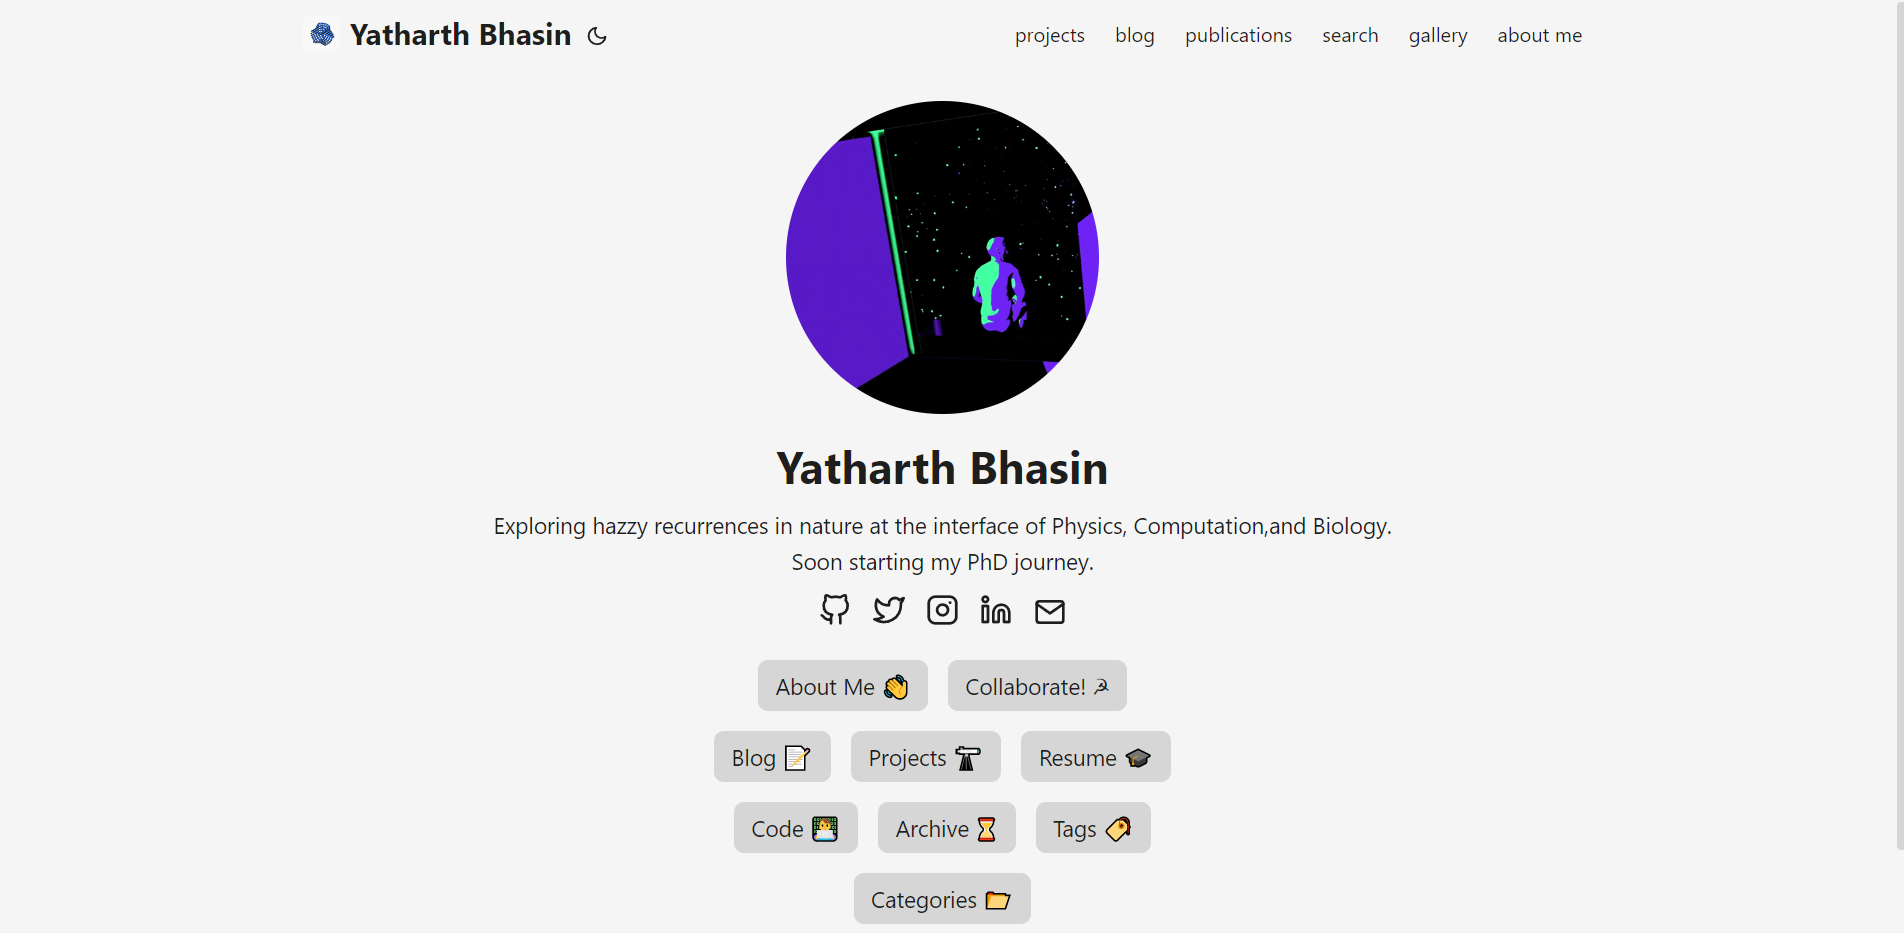 Yatharth Bhasin
projects blog publications search gallery about me
Yatharth Bhasin
Exploring hazzy recurrences in nature at the interface of Physics, Computation,and Biology.
Soon starting my PhD journey.
About Me 👋 Collaborate! ☭
Blog 📝 Projects 🔭 Resume 🎓
Code 👨‍💻 Archive ⏳ Tags 🏷️
Categories 📂